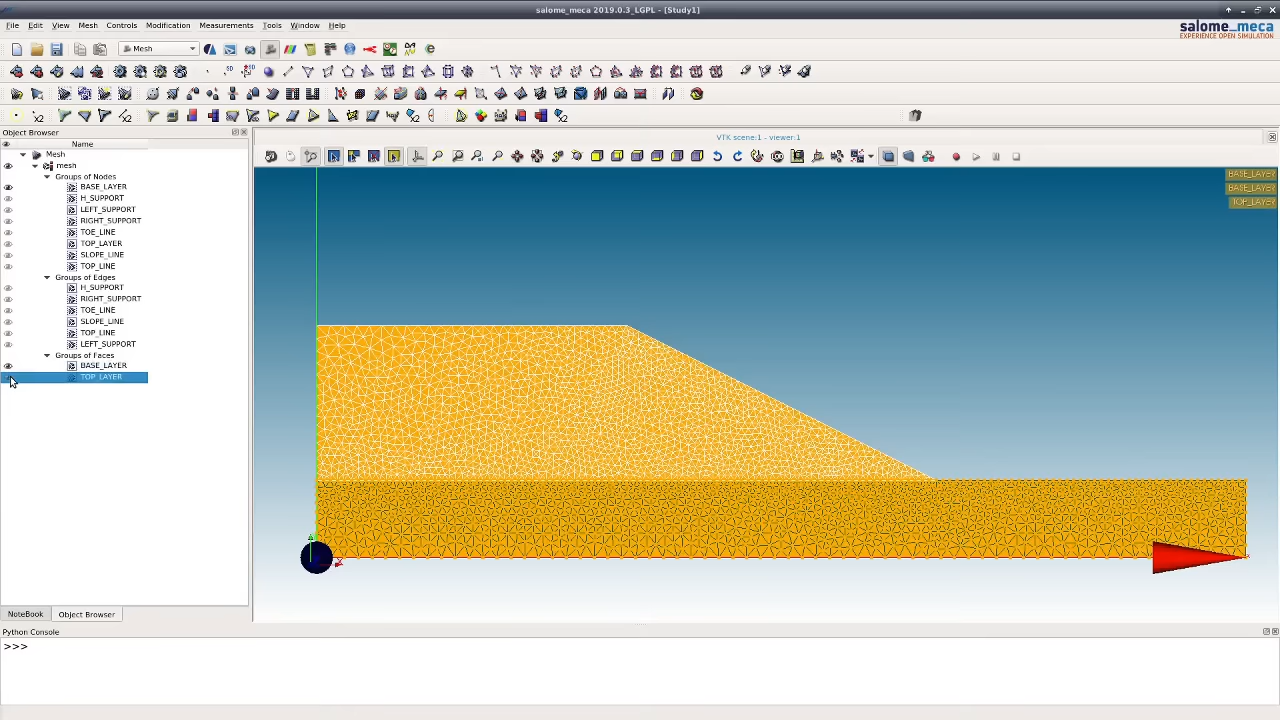 salome_meca 2019.0.3_LGPL - [Study1]
File Edit View Mesh Controls Modification Measurements Tools Window Help
salome_meca
EXPERIENCE OPEN SIMULATION
Mesh
Object Browser
VTK scene:1 - viewer:1
Name
Mesh
mesh
Groups of Nodes
BASE_LAYER
H_SUPPORT
LEFT_SUPPORT
RIGHT_SUPPORT
TOE_LINE
TOP_LAYER
SLOPE_LINE
TOP_LINE
Groups of Edges
H_SUPPORT
RIGHT_SUPPORT
TOE_LINE
SLOPE_LINE
TOP_LINE
LEFT_SUPPORT
Groups of Faces
BASE_LAYER
TOP_LAYER
BASE_LAYER
BASE_LAYER
TOP_LAYER
NoteBook Object Browser
Python Console
>>>